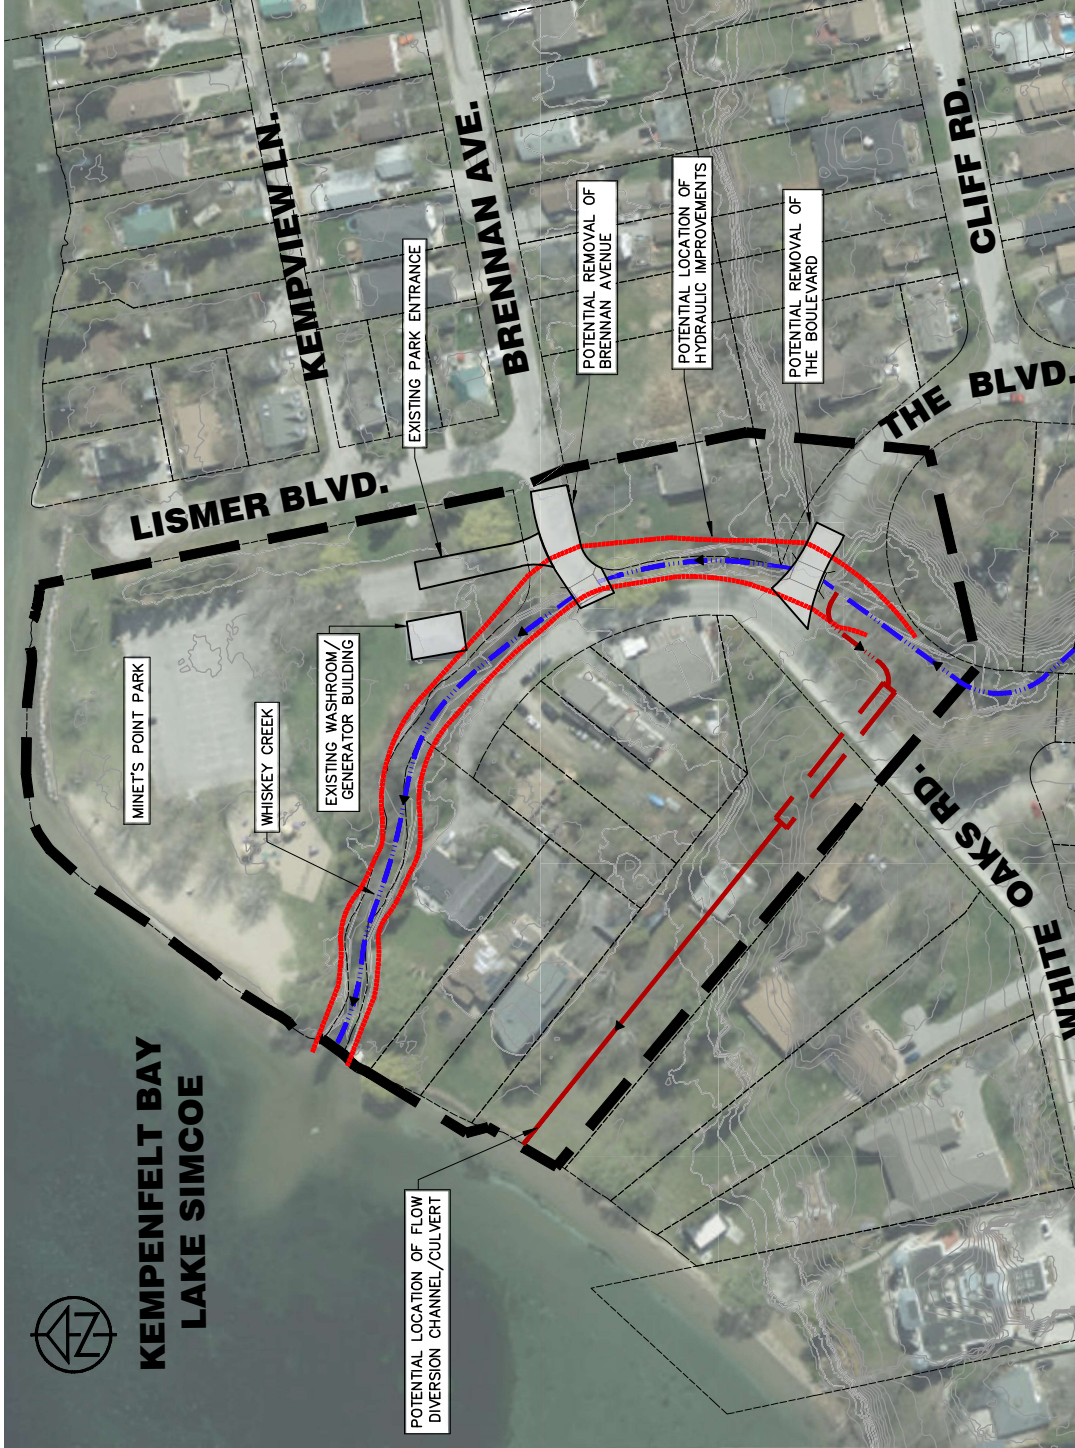 KEMPENFELT BAY
LAKE SIMCOE
N
POTENTIAL LOCATION OF FLOW
DIVERSION CHANNEL/CULVERT
MINET'S POINT PARK
WHISKEY CREEK
EXISTING WASHROOM/
GENERATOR BUILDING
LISMER BLVD.
EXISTING PARK ENTRANCE
KEMPVIEW LN.
BRENNAN AVE.
POTENTIAL REMOVAL OF
BRENNAN AVENUE
POTENTIAL LOCATION OF
HYDRAULIC IMPROVEMENTS
POTENTIAL REMOVAL OF
THE BOULEVARD
THE BLVD.
CLIFF RD.
WHITE OAKS RD.